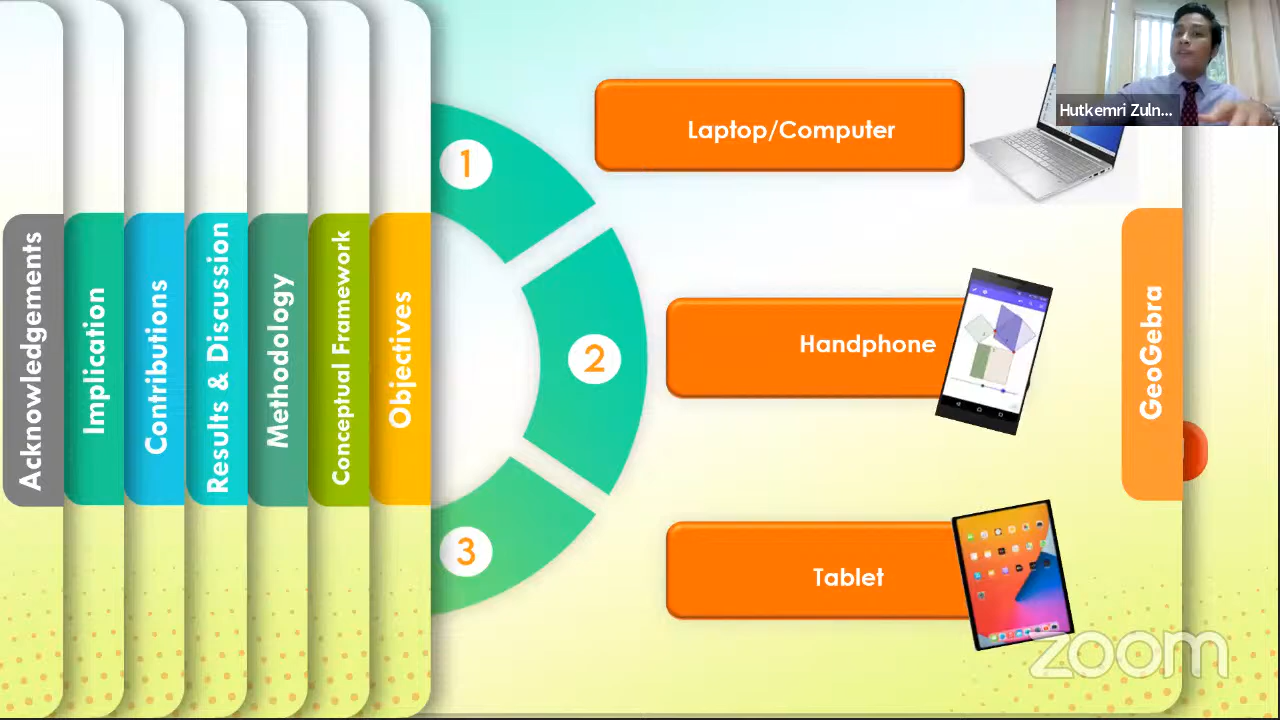 Acknowledgements
Implication
Contributions
Results & Discussion
Methodology
Conceptual Framework
Objectives
1
Laptop/Computer
2
Handphone
3
Tablet
GeoGebra
Hutkemri Zuln...
zoom